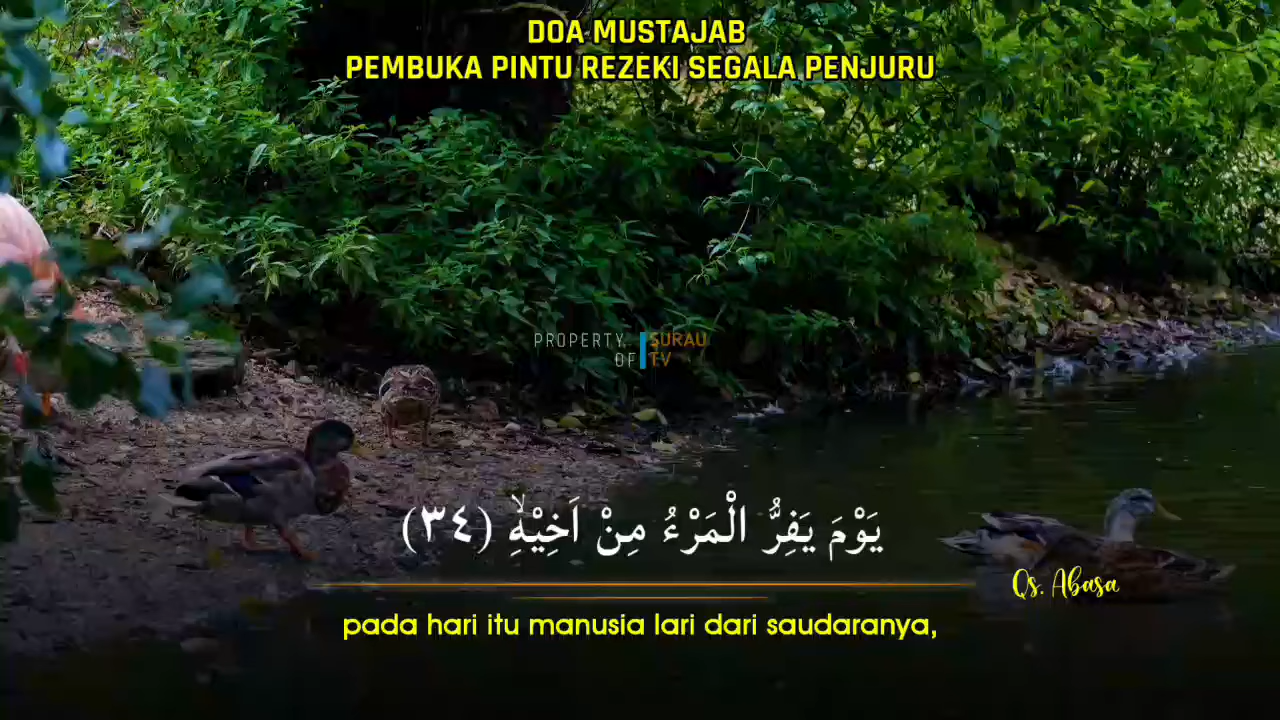 DOA MUSTAJAB
PEMBUKA PINTU REZEKI SEGALA PENJURU
PROPERTY OF SURAU TV
يَوْمَ يَفِرُّ الْمَرْءُ مِنْ اَخِيْهِۙ (٣٤)
Qs. Abasa
pada hari itu manusia lari dari saudaranya,